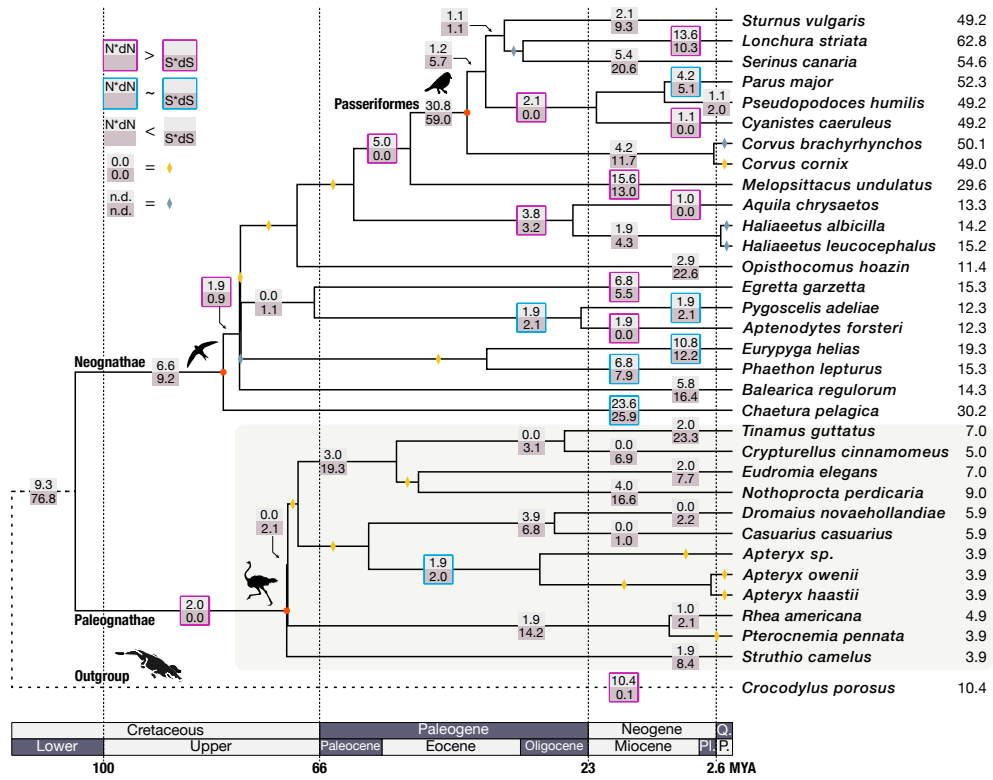 1.1
1.1
2.1
9.3
Sturnus vulgaris 49.2
13.6
10.3
Lonchura striata 62.8
N*dN
> S*dS
1.2
5.7
5.4
20.6
Serinus canaria 54.6
N*dN
~ S*dS
4.2
5.1
Parus major 52.3
Passeriformes
30.8
59.0
2.1
0.0
1.1
2.0
Pseudopodoces humilis 49.2
N*dN
< S*dS
1.1
0.0
Cyanistes caeruleus 49.2
5.0
0.0
4.2
11.7
Corvus brachyrhynchos 50.1
0.0
0.0
=
Corvus cornix 49.0
15.6
13.0
Melopsittacus undulatus 29.6
n.d.
n.d.
=
3.8
3.2
1.0
0.0
Aquila chrysaetos 13.3
1.9
4.3
Haliaeetus albicilla 14.2
Haliaeetus leucocephalus 15.2
2.9
22.6
Opisthocomus hoazin 11.4
1.9
0.9
0.0
1.1
6.8
5.5
Egretta garzetta 15.3
1.9
2.1
1.9
2.1
Pygoscelis adeliae 12.3
1.9
0.0
Aptenodytes forsteri 12.3
10.8
12.2
Eurypyga helias 19.3
Neognathae
6.6
9.2
6.8
7.9
Phaethon lepturus 15.3
5.8
16.4
Balearica regulorum 14.3
23.6
25.9
Chaetura pelagica 30.2
2.0
23.3
Tinamus guttatus 7.0
0.0
3.1
0.0
6.9
Crypturellus cinnamomeus 5.0
3.0
19.3
2.0
7.7
Eudromia elegans 7.0
9.3
76.8
4.0
16.6
Nothoprocta perdicaria 9.0
0.0
2.1
3.9
6.8
0.0
2.2
Dromaius novaehollandiae 5.9
0.0
1.0
Casuarius casuarius 5.9
Apteryx sp. 3.9
1.9
2.0
Apteryx owenii 3.9
Apteryx haastii 3.9
2.0
0.0
Paleognathae
1.9
14.2
1.0
2.1
Rhea americana 4.9
Pterocnemia pennata 3.9
1.9
8.4
Struthio camelus 3.9
Outgroup
10.4
0.1
Crocodylus porosus 10.4
Cretaceous Paleogene Neogene Q.
Lower Upper Paleocene Eocene Oligocene Miocene Pl. P.
100 66 23 2.6 MYA